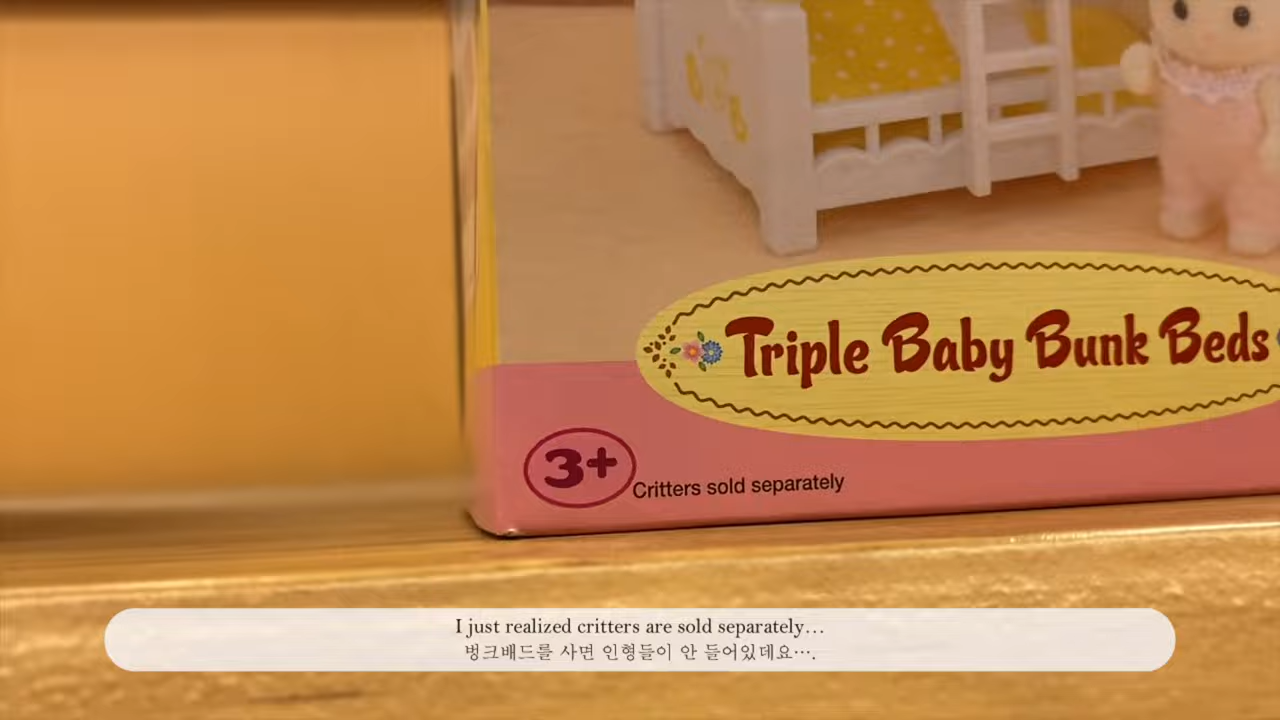 Triple Baby Bunk Beds
3+
Critters sold separately
I just realized critters are sold separately...
벙크배드를 사면 인형들이 안 들어있데요….